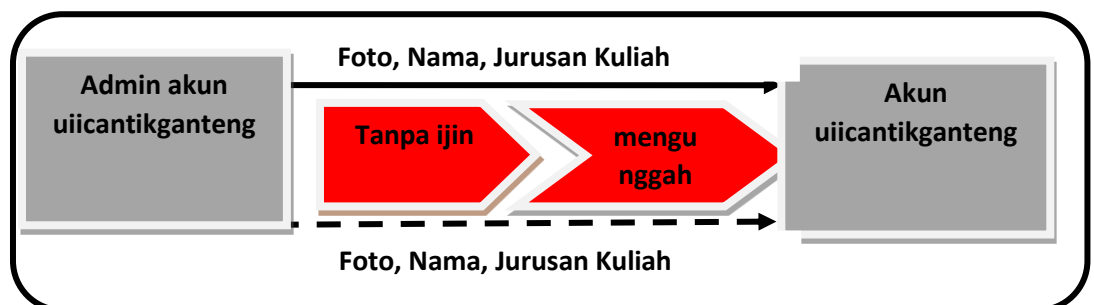 Foto, Nama, Jurusan Kuliah
Admin akun
uiicantikganteng
Tanpa ijin
mengu
nggah
Akun
uiicantikganteng
Foto, Nama, Jurusan Kuliah